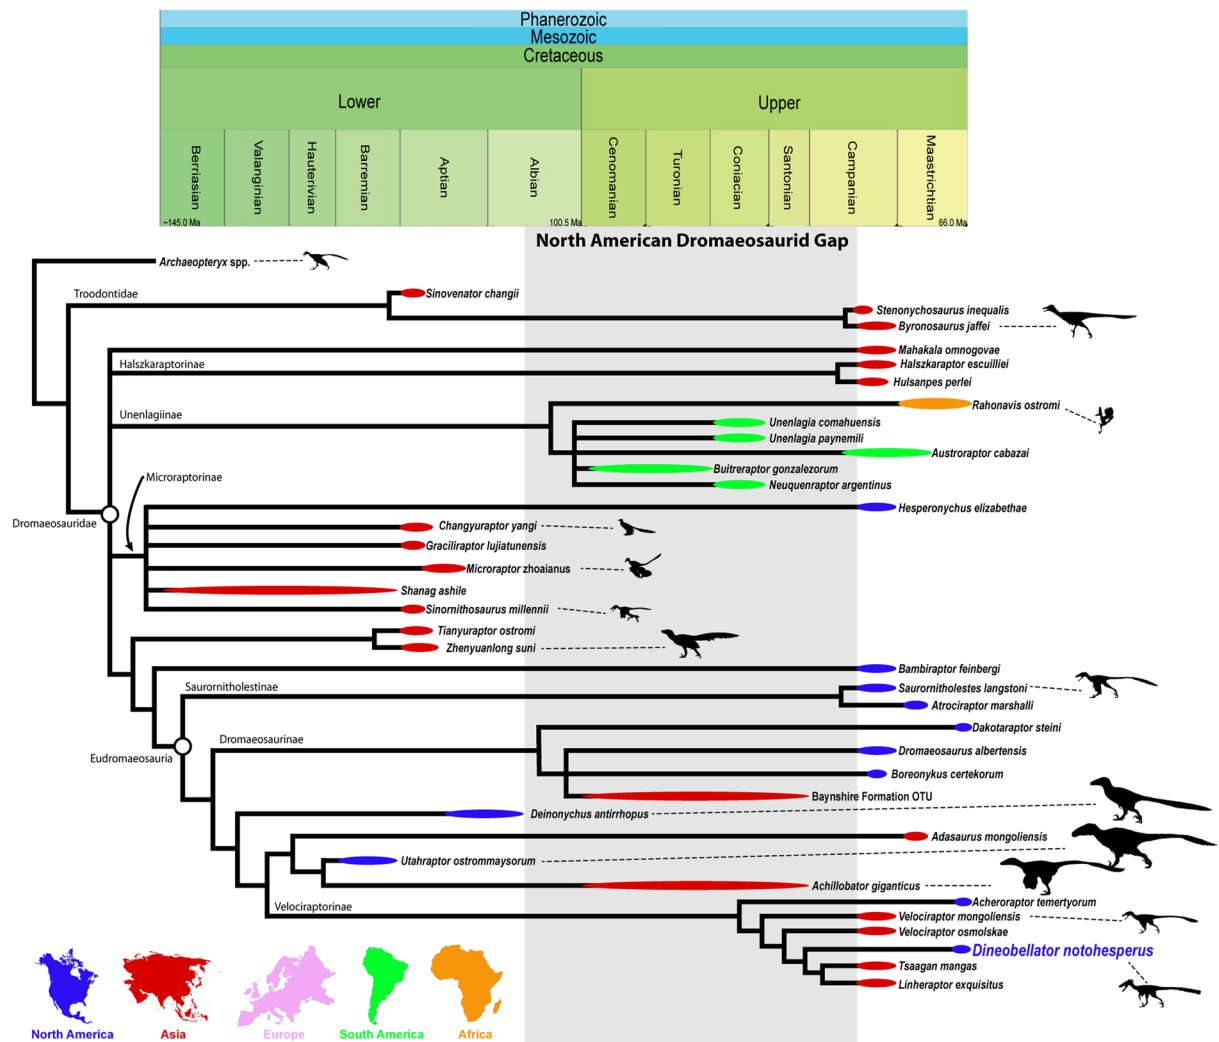 Phanerozoic
Mesozoic
Cretaceous
Lower
Upper
Berriasian
Valanginian
Hauterivian
Barremian
Aptian
Albian
Cenomanian
Turonian
Coniacian
Santonian
Campanian
Maastrichtian
~145.0 Ma
100.5 Ma
66.0 Ma
North American Dromaeosaurid Gap
Archaeopteryx spp.
Troodontidae
Sinovenator changii
Stenonychosaurus inequalis
Byronosaurus jaffei
Mahakala omnogovae
Halszkaraptorinae
Halszkaraptor escuilliei
Hulsanpes perlei
Rahonavis ostromi
Unenlagiinae
Unenlagia comahuensis
Unenlagia paynemili
Austroraptor cabazai
Buitreraptor gonzalezorum
Neuquenraptor argentinus
Microraptorinae
Hesperonychus elizabethae
Dromaeosauridae
Changyuraptor yangi
Graciliraptor lujiatunensis
Microraptor zhoaianus
Shanag ashile
Sinornithosaurus millennii
Tianyuraptor ostromi
Zhenyuanlong suni
Bambiraptor feinbergi
Saurornitholestinae
Saurornitholestes langstoni
Atrociraptor marshalli
Dakotaraptor steini
Dromaeosaurinae
Eudromaeosauria
Dromaeosaurus albertensis
Boreonykus certekorum
Baynshire Formation OTU
Deinonychus antirrhopus
Adasaurus mongoliensis
Utahraptor ostrommaysorum
Achillobator giganticus
Acheroraptor temertyorum
Velociraptorinae
Velociraptor mongoliensis
Velociraptor osmolskae
Dineobellator notohesperus
Tsaagan mangas
Linheraptor exquisitus
North America
Asia
Europe
South America
Africa